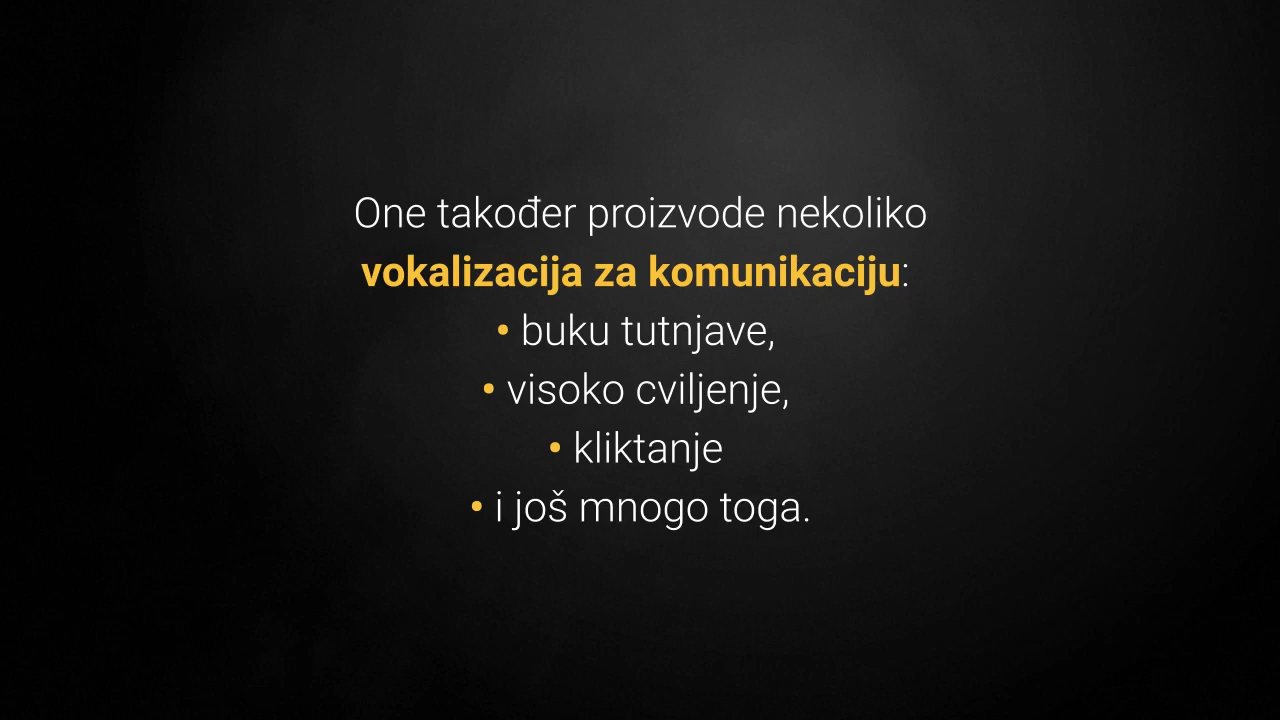 One također proizvode nekoliko
vokalizacija za komunikaciju:
• buku tutnjave,
• visoko cviljenje,
• kliktanje
• i još mnogo toga.